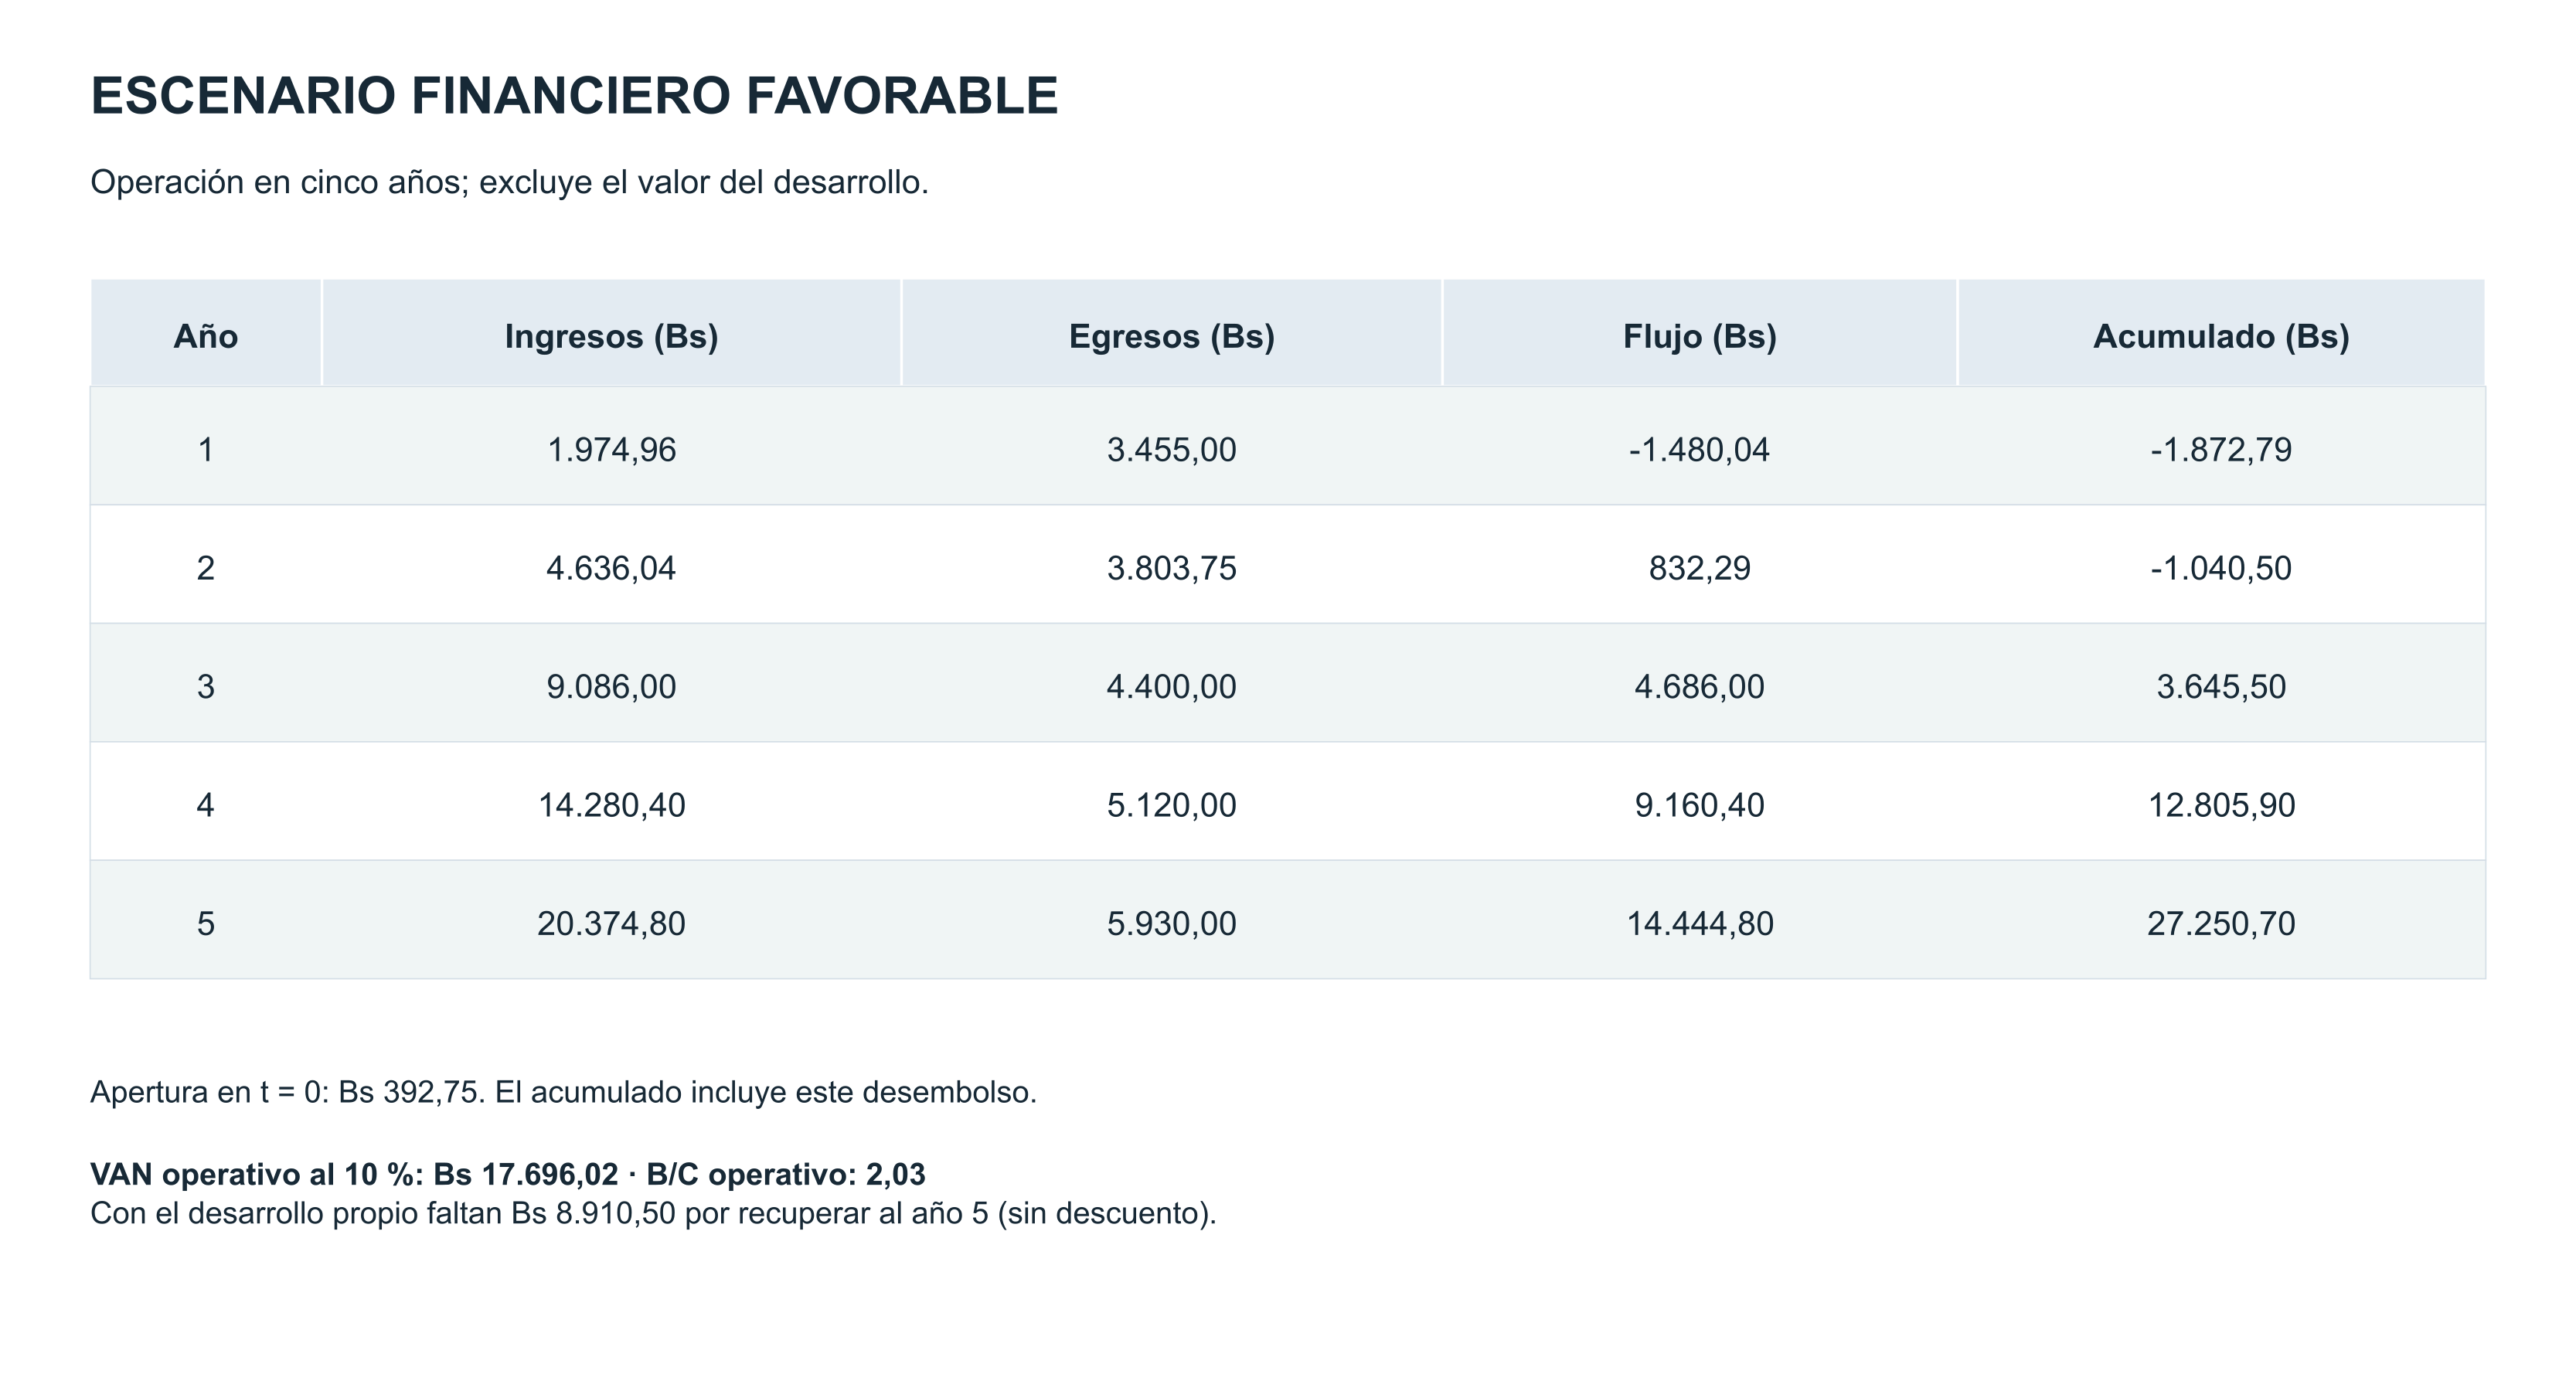 ESCENARIO FINANCIERO FAVORABLE
Operación en cinco años; excluye el valor del desarrollo.
Año Ingresos (Bs) Egresos (Bs) Flujo (Bs) Acumulado (Bs)
1 1.974,96 3.455,00 -1.480,04 -1.872,79
2 4.636,04 3.803,75 832,29 -1.040,50
3 9.086,00 4.400,00 4.686,00 3.645,50
4 14.280,40 5.120,00 9.160,40 12.805,90
5 20.374,80 5.930,00 14.444,80 27.250,70
Apertura en t = 0: Bs 392,75. El acumulado incluye este desembolso.
VAN operativo al 10 %: Bs 17.696,02 · B/C operativo: 2,03
Con el desarrollo propio faltan Bs 8.910,50 por recuperar al año 5 (sin descuento).